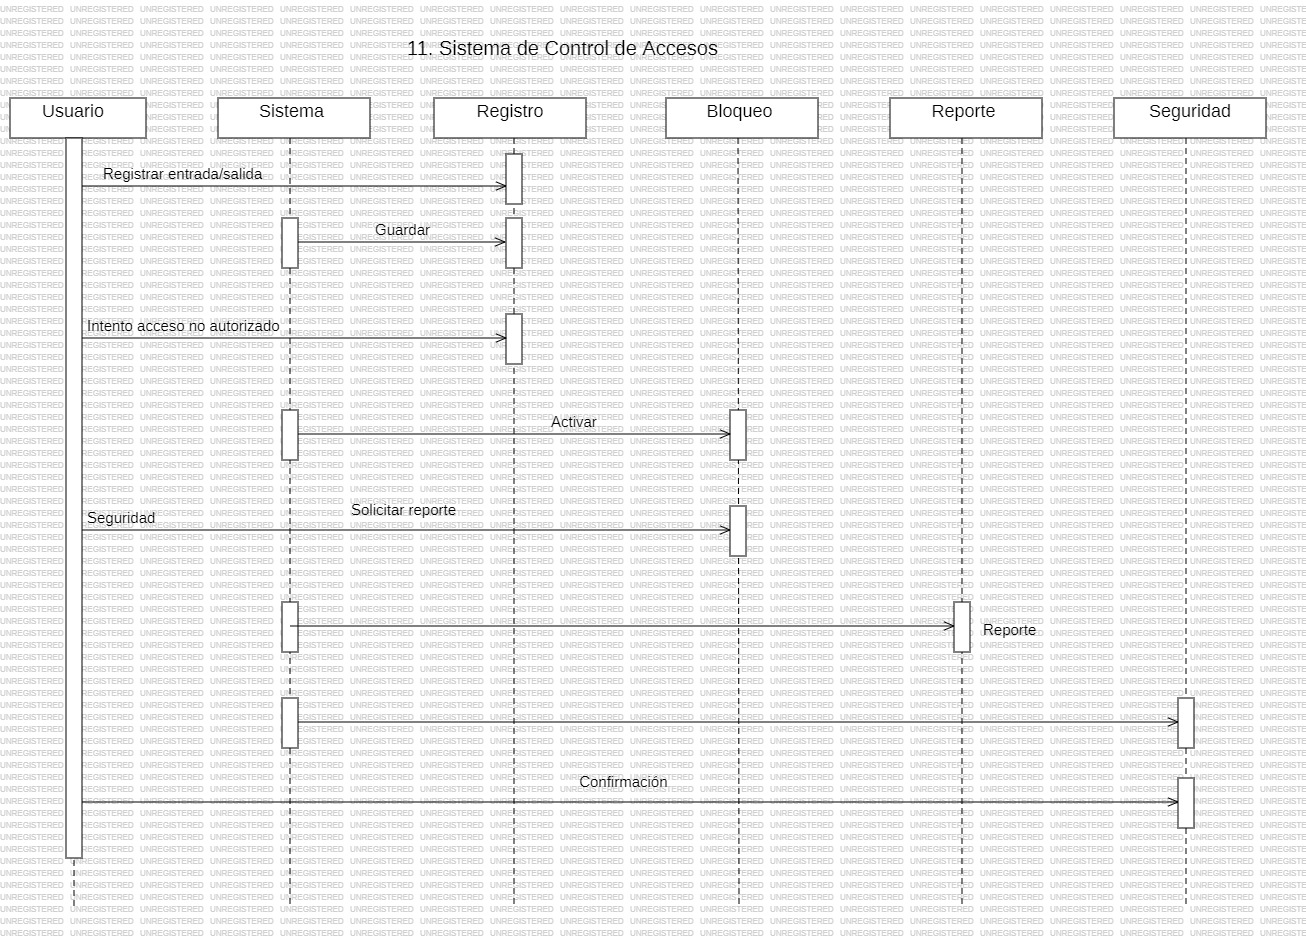 11. Sistema de Control de Accesos
Usuario
Sistema
Registro
Bloqueo
Reporte
Seguridad
Registrar entrada/salida
Guardar
Intento acceso no autorizado
Activar
Solicitar reporte
Seguridad
Reporte
Confirmación
UNREGISTERED